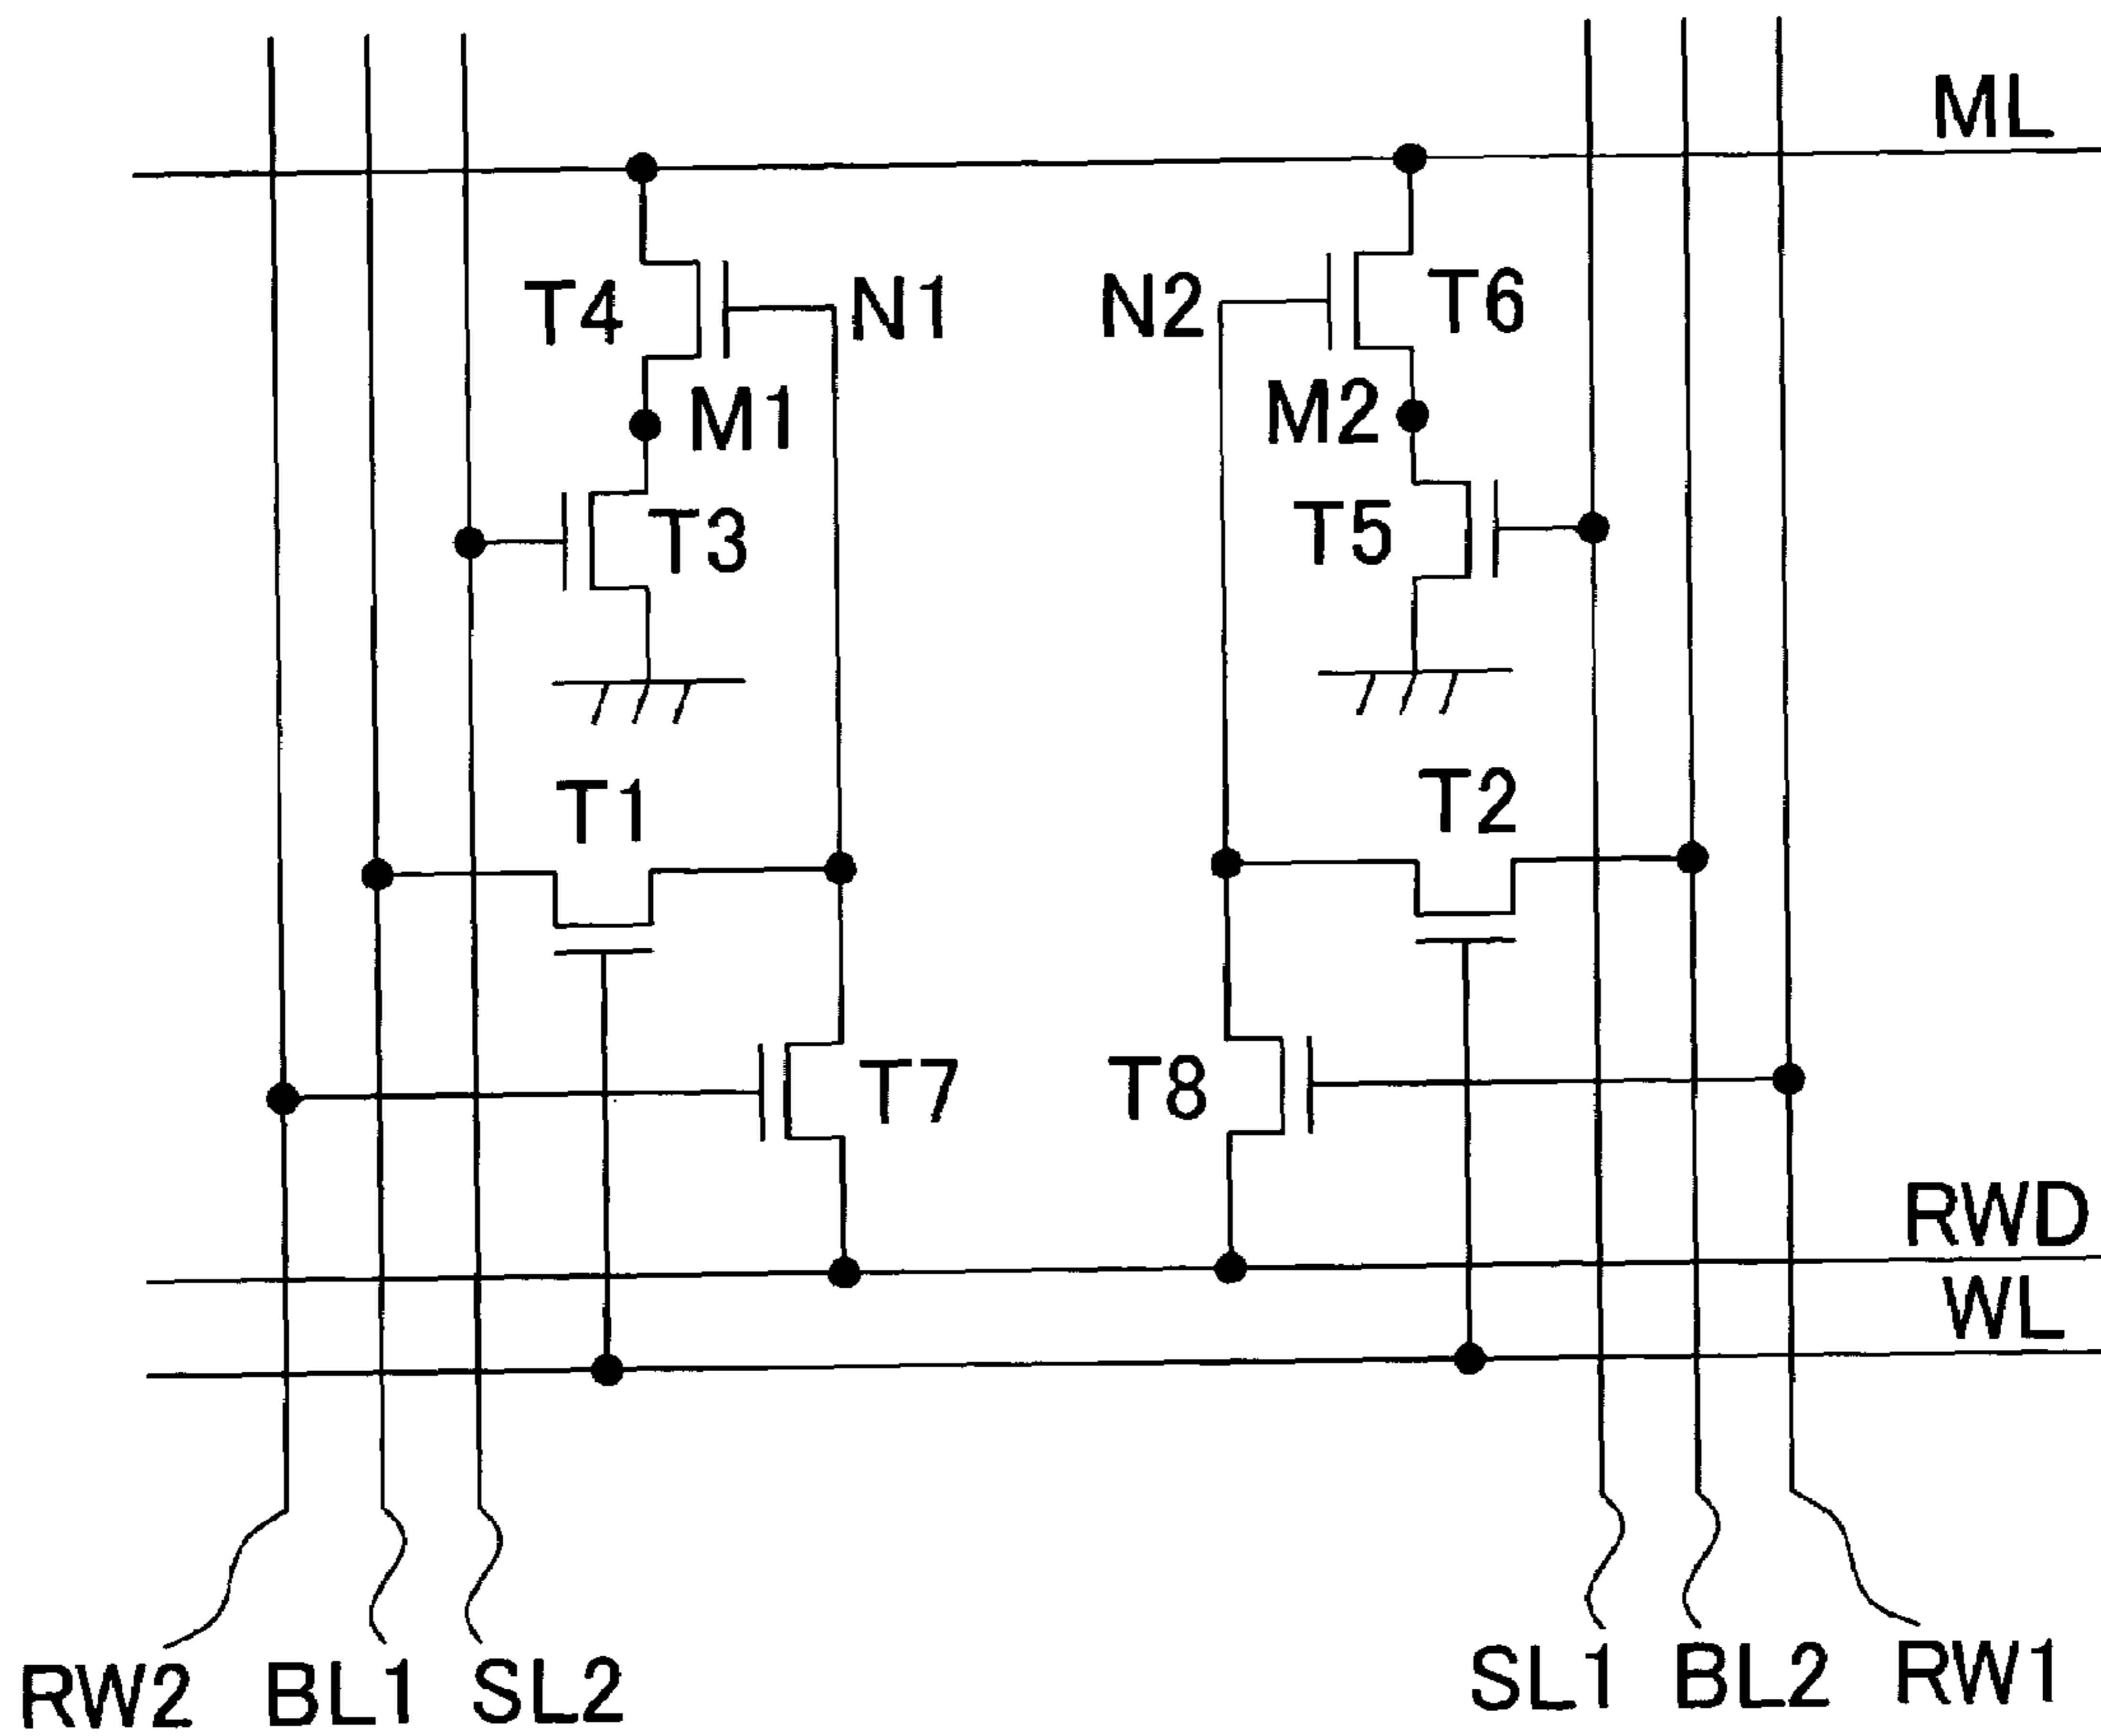 ML
T4 N1 N2 T6
M1 M2
T3 T5
T1 T2
T7 T8
RWD
WL
RW2 BL1 SL2 SL1 BL2 RW1